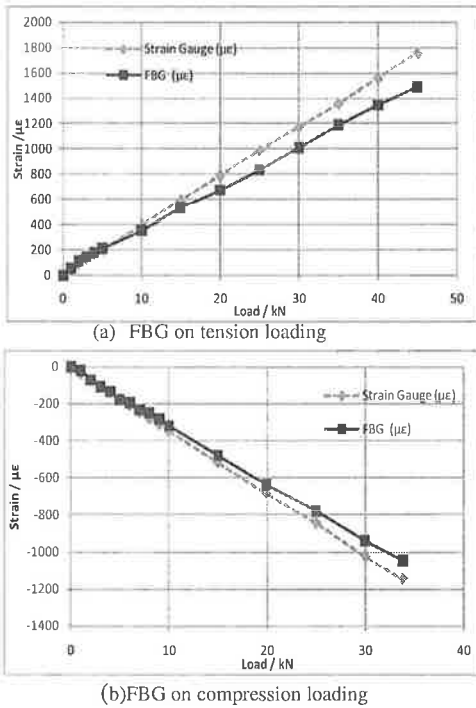 2000
1800
1600
1400
1200
1000
800
600
400
200
0
Strain /με
Strain Gauge (με)
FBG (με)
0 10 20 30 40 50
Load / kN
(a) FBG on tension loading
0
-200
-400
-600
-800
-1000
-1200
-1400
Strain / με
Strain Gauge (με)
FBG (με)
0 10 20 30 40
Load / kN
(b)FBG on compression loading